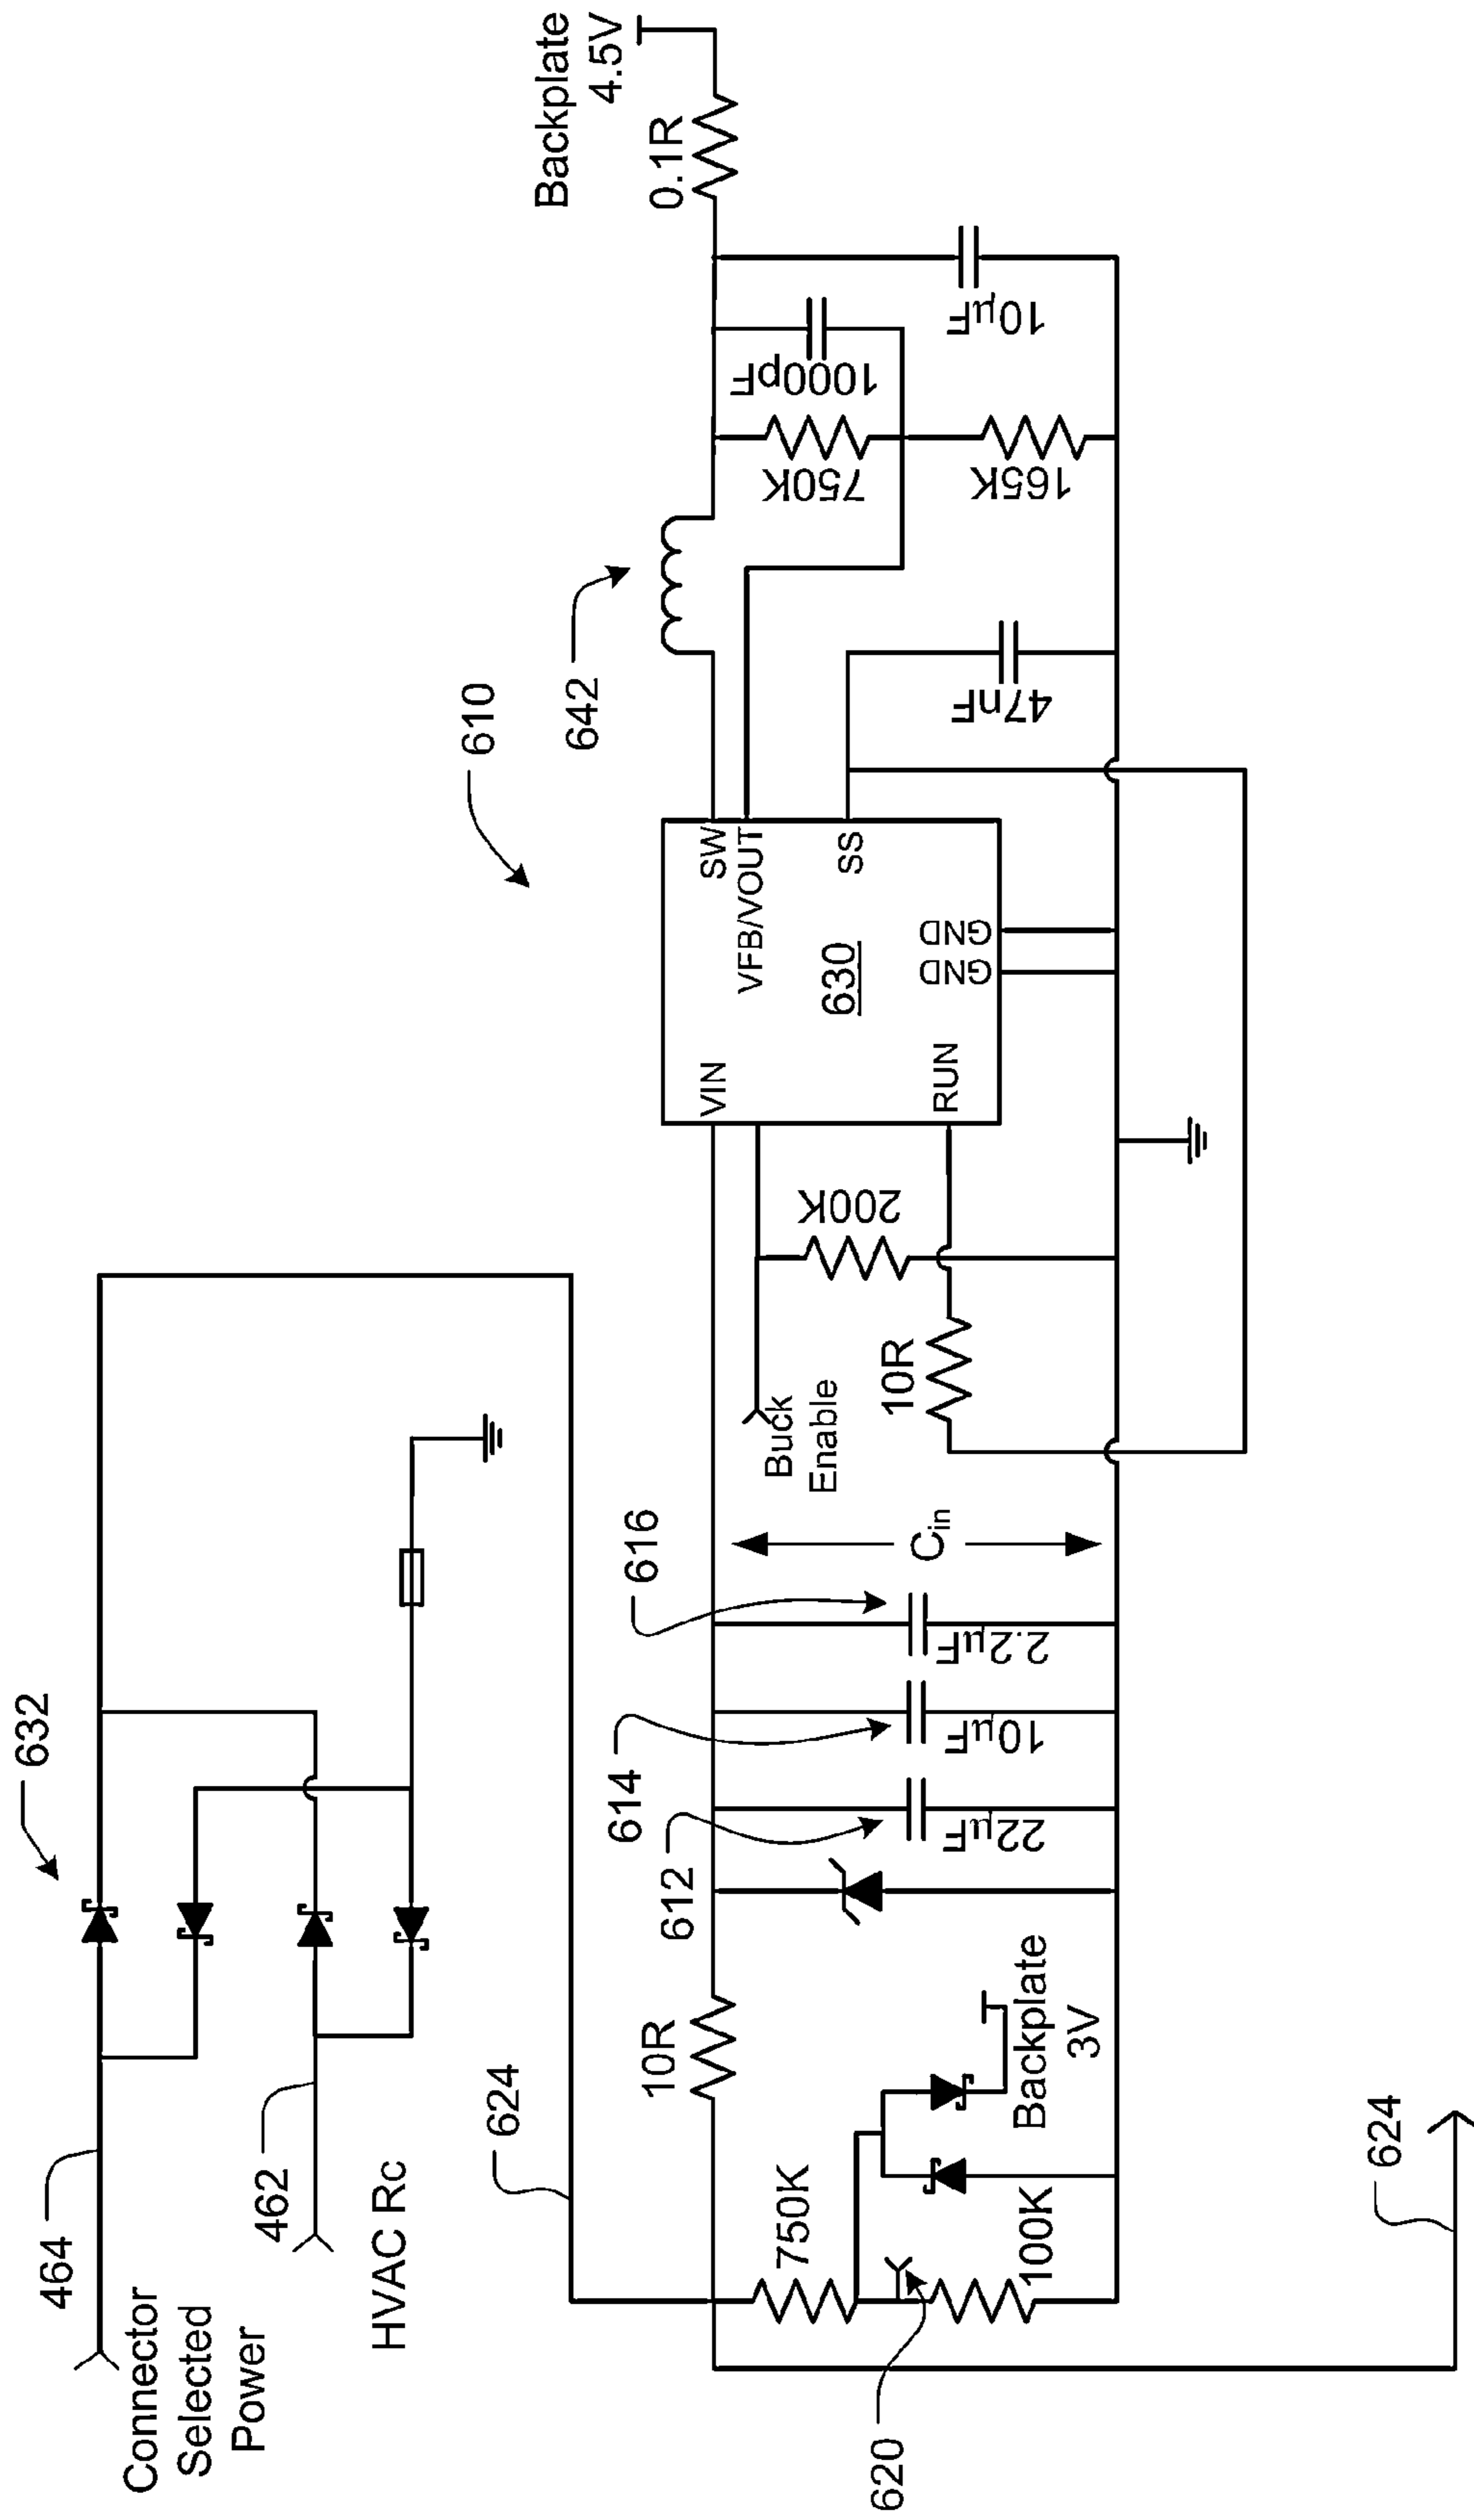 632
464
Connector
Selected
Power
462
HVAC Rc
624
610
642
Backplate
4.5V
0.1R
10R
612
614
616
22µF
10µF
2.2µF
Cin
Buck
Enable
200K
10R
VIN
RUN
630
SW
VFB/VOUT
SS
GND
GND
47nF
750K
165K
1000pF
10µF
750K
100K
620
Backplate
3V
624